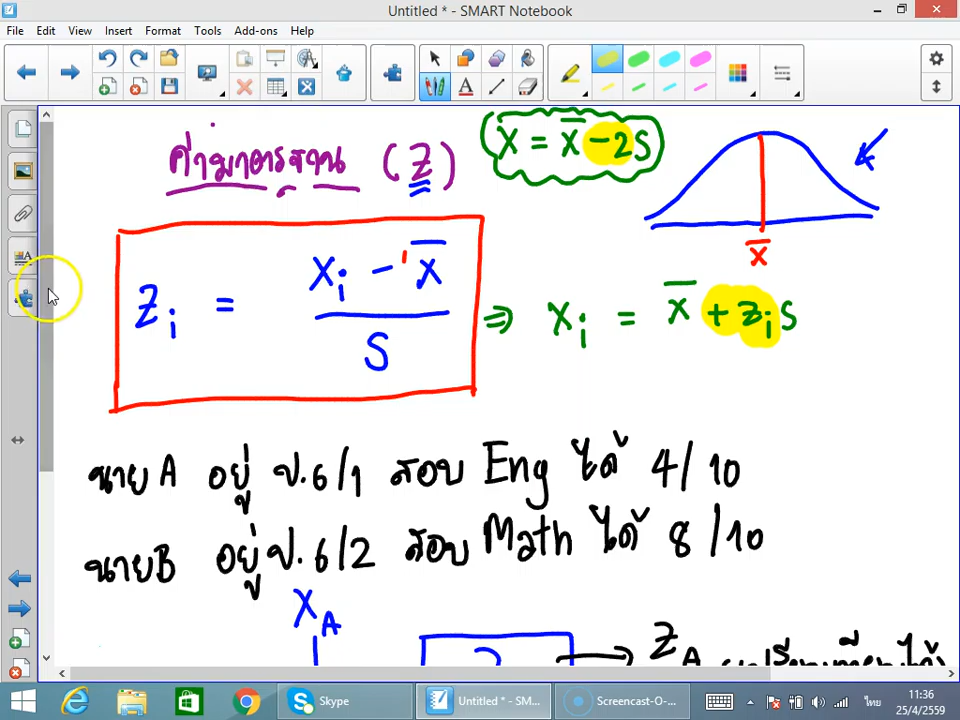 Untitled * - SMART Notebook
File Edit View Insert Format Tools Add-ons Help
ค่ามาตรฐาน (Z)
X = x̄ - 2S
x̄
Zi = Xi - x̄ / S ⇒ Xi = x̄ + ZiS
นาย A อยู่ ป.6/1 สอบ Eng ได้ 4/10
นาย B อยู่ ป.6/2 สอบ Math ได้ 8/10
XA
ZA
Skype
Untitled * - SM...
Screencast-O-M...
ไทย
11:36
25/4/2559